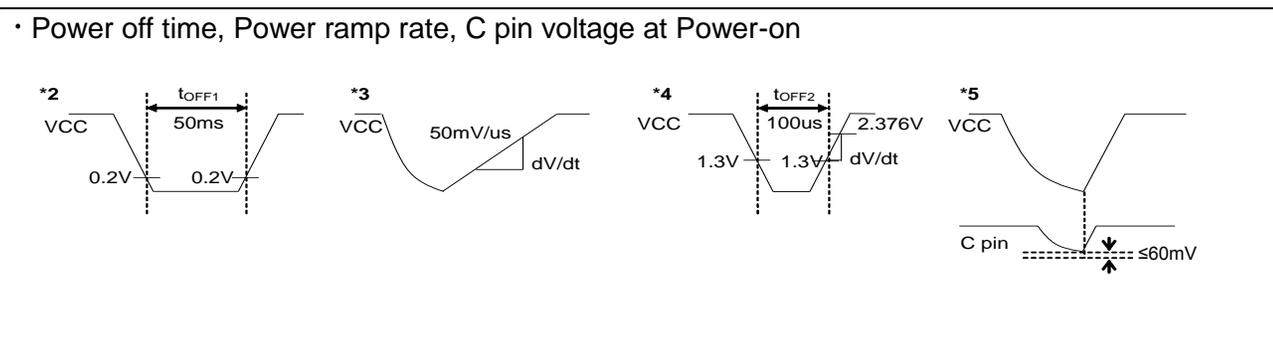 · Power off time, Power ramp rate, C pin voltage at Power-on
*2
tOFF1
VCC
50ms
0.2V
0.2V
*3
VCC
50mV/us
dV/dt
*4
tOFF2
VCC
100us
2.376V
1.3V
1.3V
dV/dt
*5
VCC
C pin
≤60mV